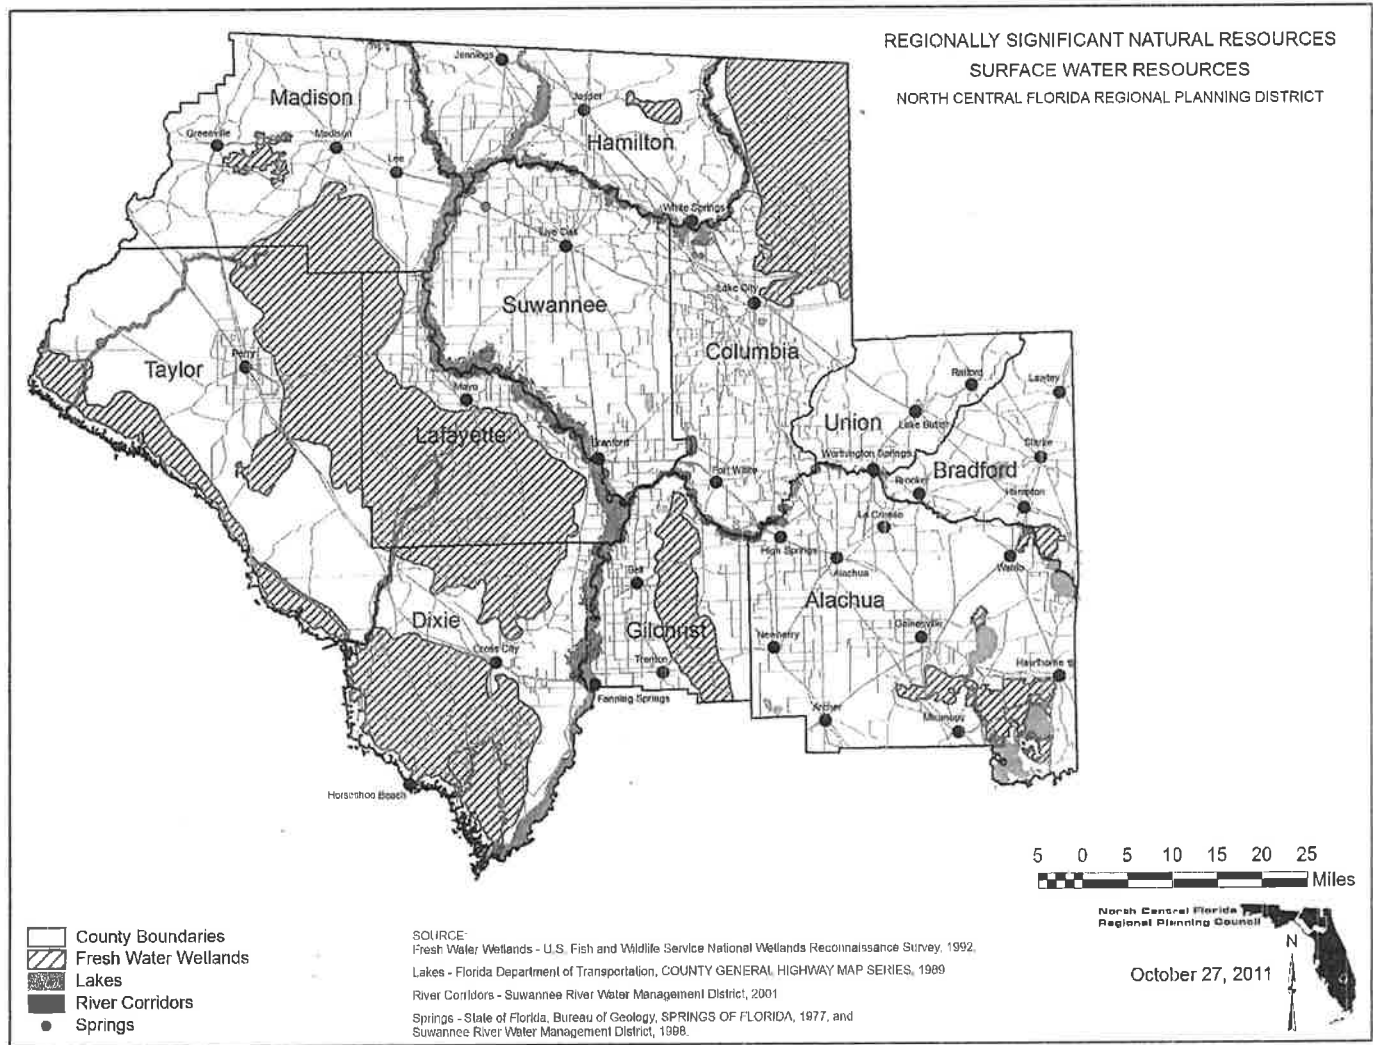 REGIONALLY SIGNIFICANT NATURAL RESOURCES
SURFACE WATER RESOURCES
NORTH CENTRAL FLORIDA REGIONAL PLANNING DISTRICT
Jennings
Madison
Jasper
Hamilton
Greenville
Madison
Lee
White Springs
Live Oak
Lake City
Suwannee
Columbia
Taylor
Perry
Mayo
Raiford
Lawtey
Lafayette
Union
Lake Butler
Branford
Worthington Springs
Starke
Fort White
Bradford
Brooker
Hampton
La Crosse
High Springs
Alachua
Waldo
Bell
Alachua
Dixie
Gilchrist
Gainesville
Newberry
Cross City
Trenton
Hawthorne
Fanning Springs
Archer
Micanopy
Horseshoe Beach
5 0 5 10 15 20 25
Miles
North Central Florida
Regional Planning Council
N
October 27, 2011
County Boundaries
Fresh Water Wetlands
Lakes
River Corridors
Springs
SOURCE:
Fresh Water Wetlands - U.S. Fish and Wildlife Service National Wetlands Reconnaissance Survey, 1992,
Lakes - Florida Department of Transportation, COUNTY GENERAL HIGHWAY MAP SERIES, 1989
River Corridors - Suwannee River Water Management District, 2001
Springs - State of Florida, Bureau of Geology, SPRINGS OF FLORIDA, 1977, and
Suwannee River Water Management District, 1998.